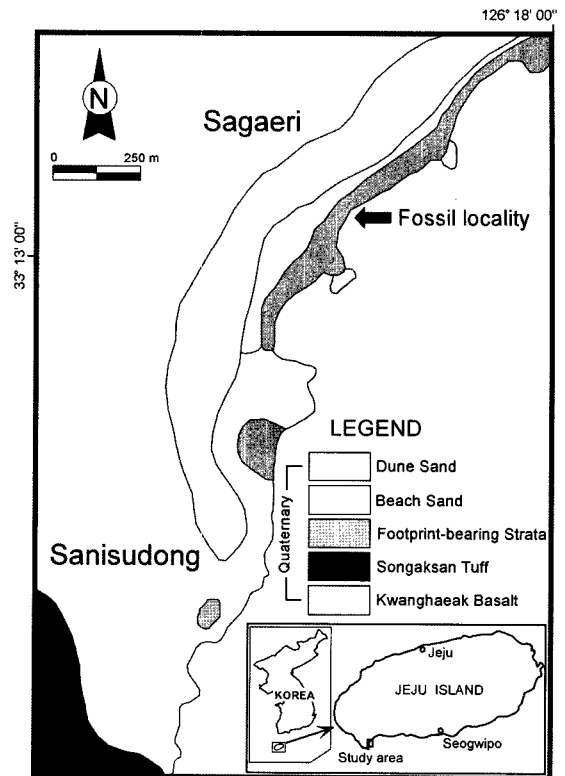 126° 18' 00"
N
Sagaeri
0 250 m
Fossil locality
33° 13' 00"
LEGEND
Dune Sand
Beach Sand
Footprint-bearing Strata
Songaksan Tuff
Kwanghaeak Basalt
Quaternary
Sanisudong
KOREA
Jeju
JEJU ISLAND
Seogwipo
Study area